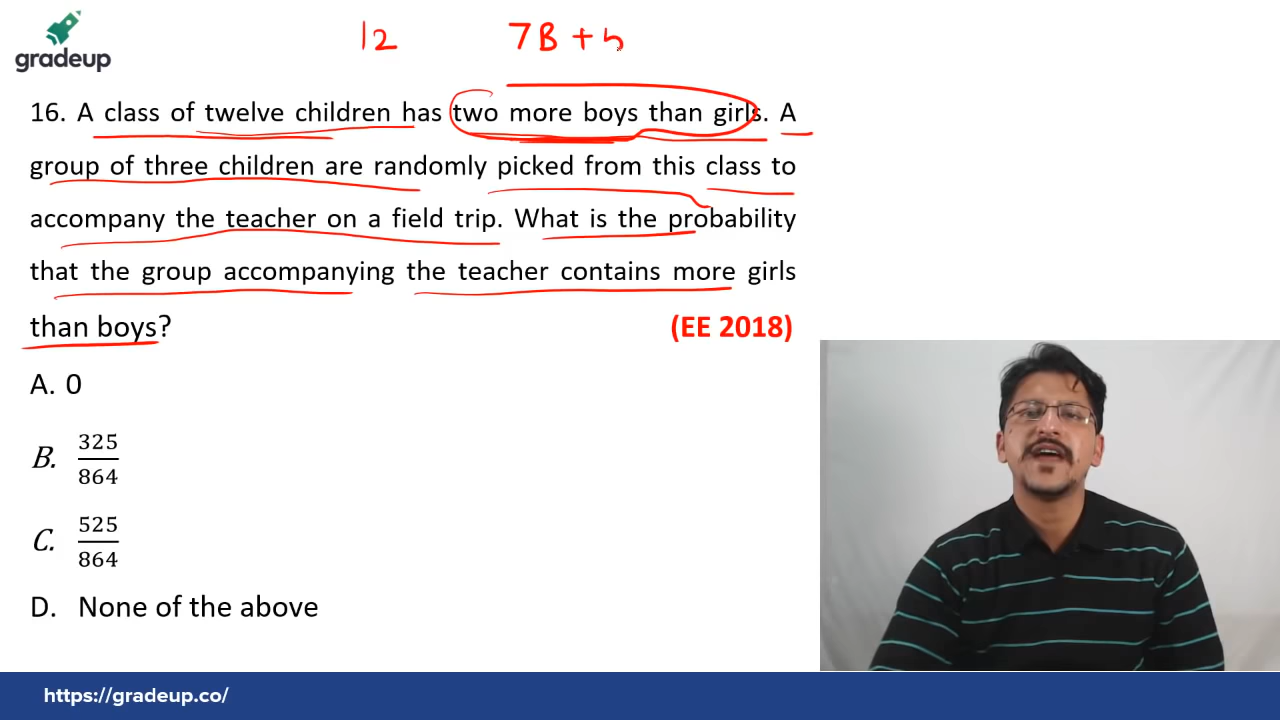 gradeup
12 7B + 5
16. A class of twelve children has two more boys than girls. A
group of three children are randomly picked from this class to
accompany the teacher on a field trip. What is the probability
that the group accompanying the teacher contains more girls
than boys?
(EE 2018)
A. 0
B. 325/864
C. 525/864
D. None of the above
https://gradeup.co/